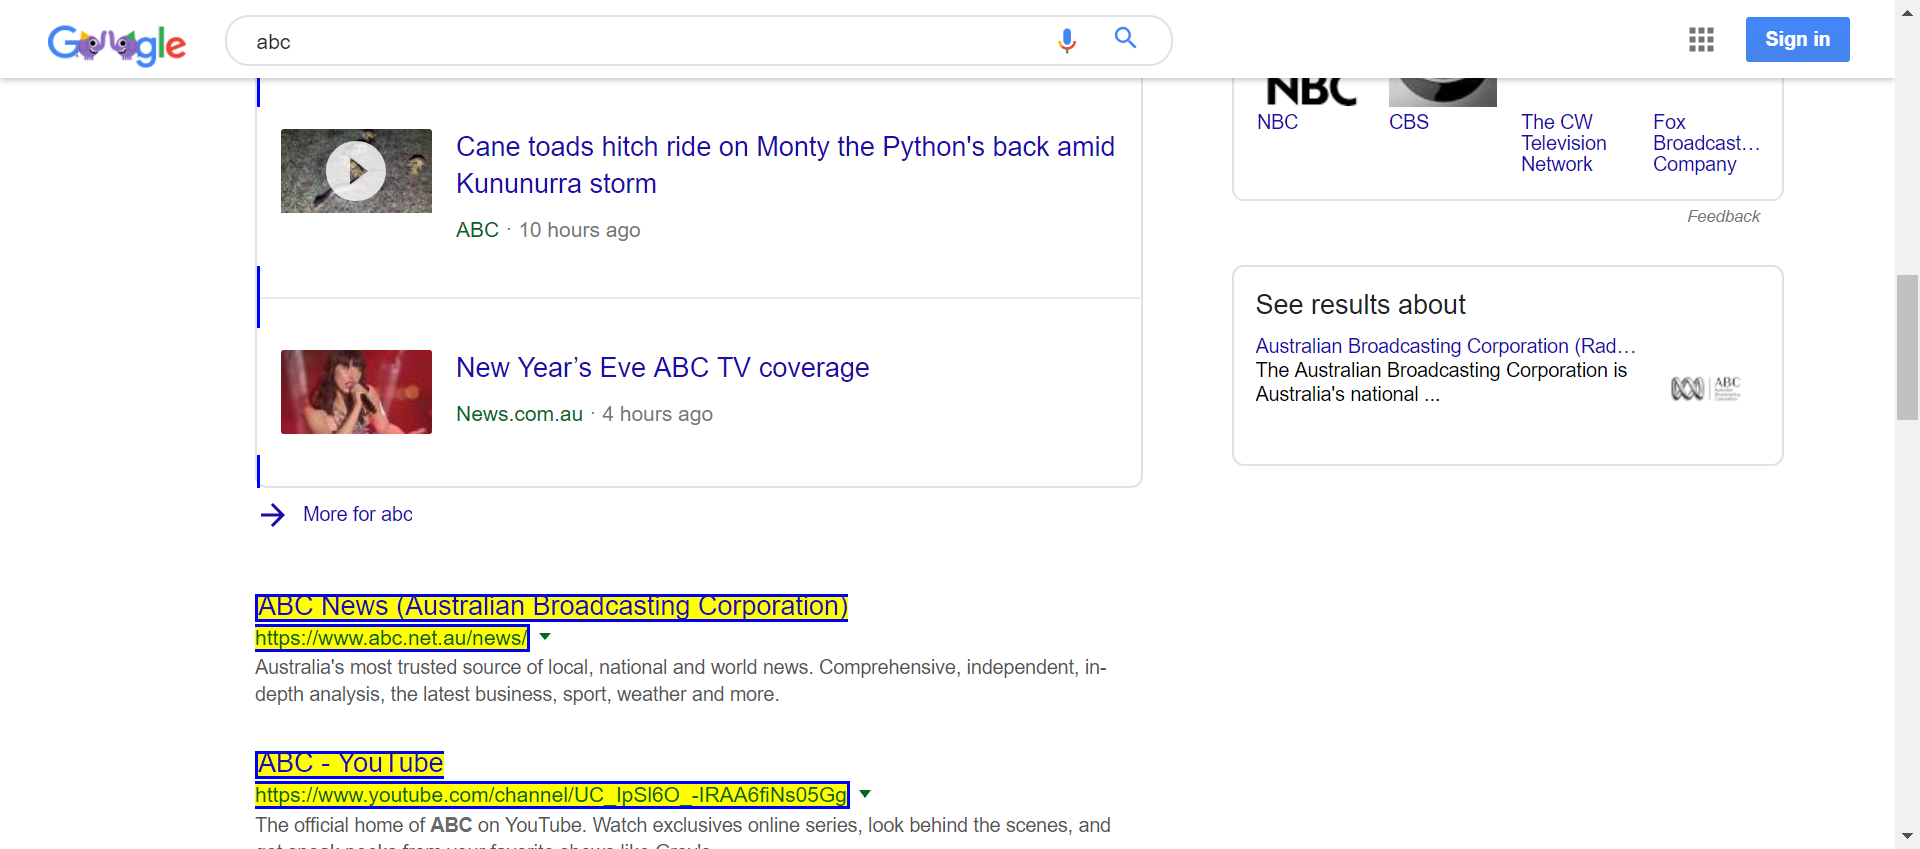 Google
abc
Sign in
Cane toads hitch ride on Monty the Python's back amid
Kununurra storm
ABC · 10 hours ago
New Year’s Eve ABC TV coverage
News.com.au · 4 hours ago
More for abc
ABC News (Australian Broadcasting Corporation)
https://www.abc.net.au/news/
Australia's most trusted source of local, national and world news. Comprehensive, independent, in-
depth analysis, the latest business, sport, weather and more.
ABC - YouTube
https://www.youtube.com/channel/UC_IpSI6O_-IRAA6fiNs05Gg
The official home of ABC on YouTube. Watch exclusives online series, look behind the scenes, and
NBC
NBC
CBS
The CW
Television
Network
Fox
Broadcast...
Company
Feedback
See results about
Australian Broadcasting Corporation (Rad...
The Australian Broadcasting Corporation is
Australia's national ...
ABC